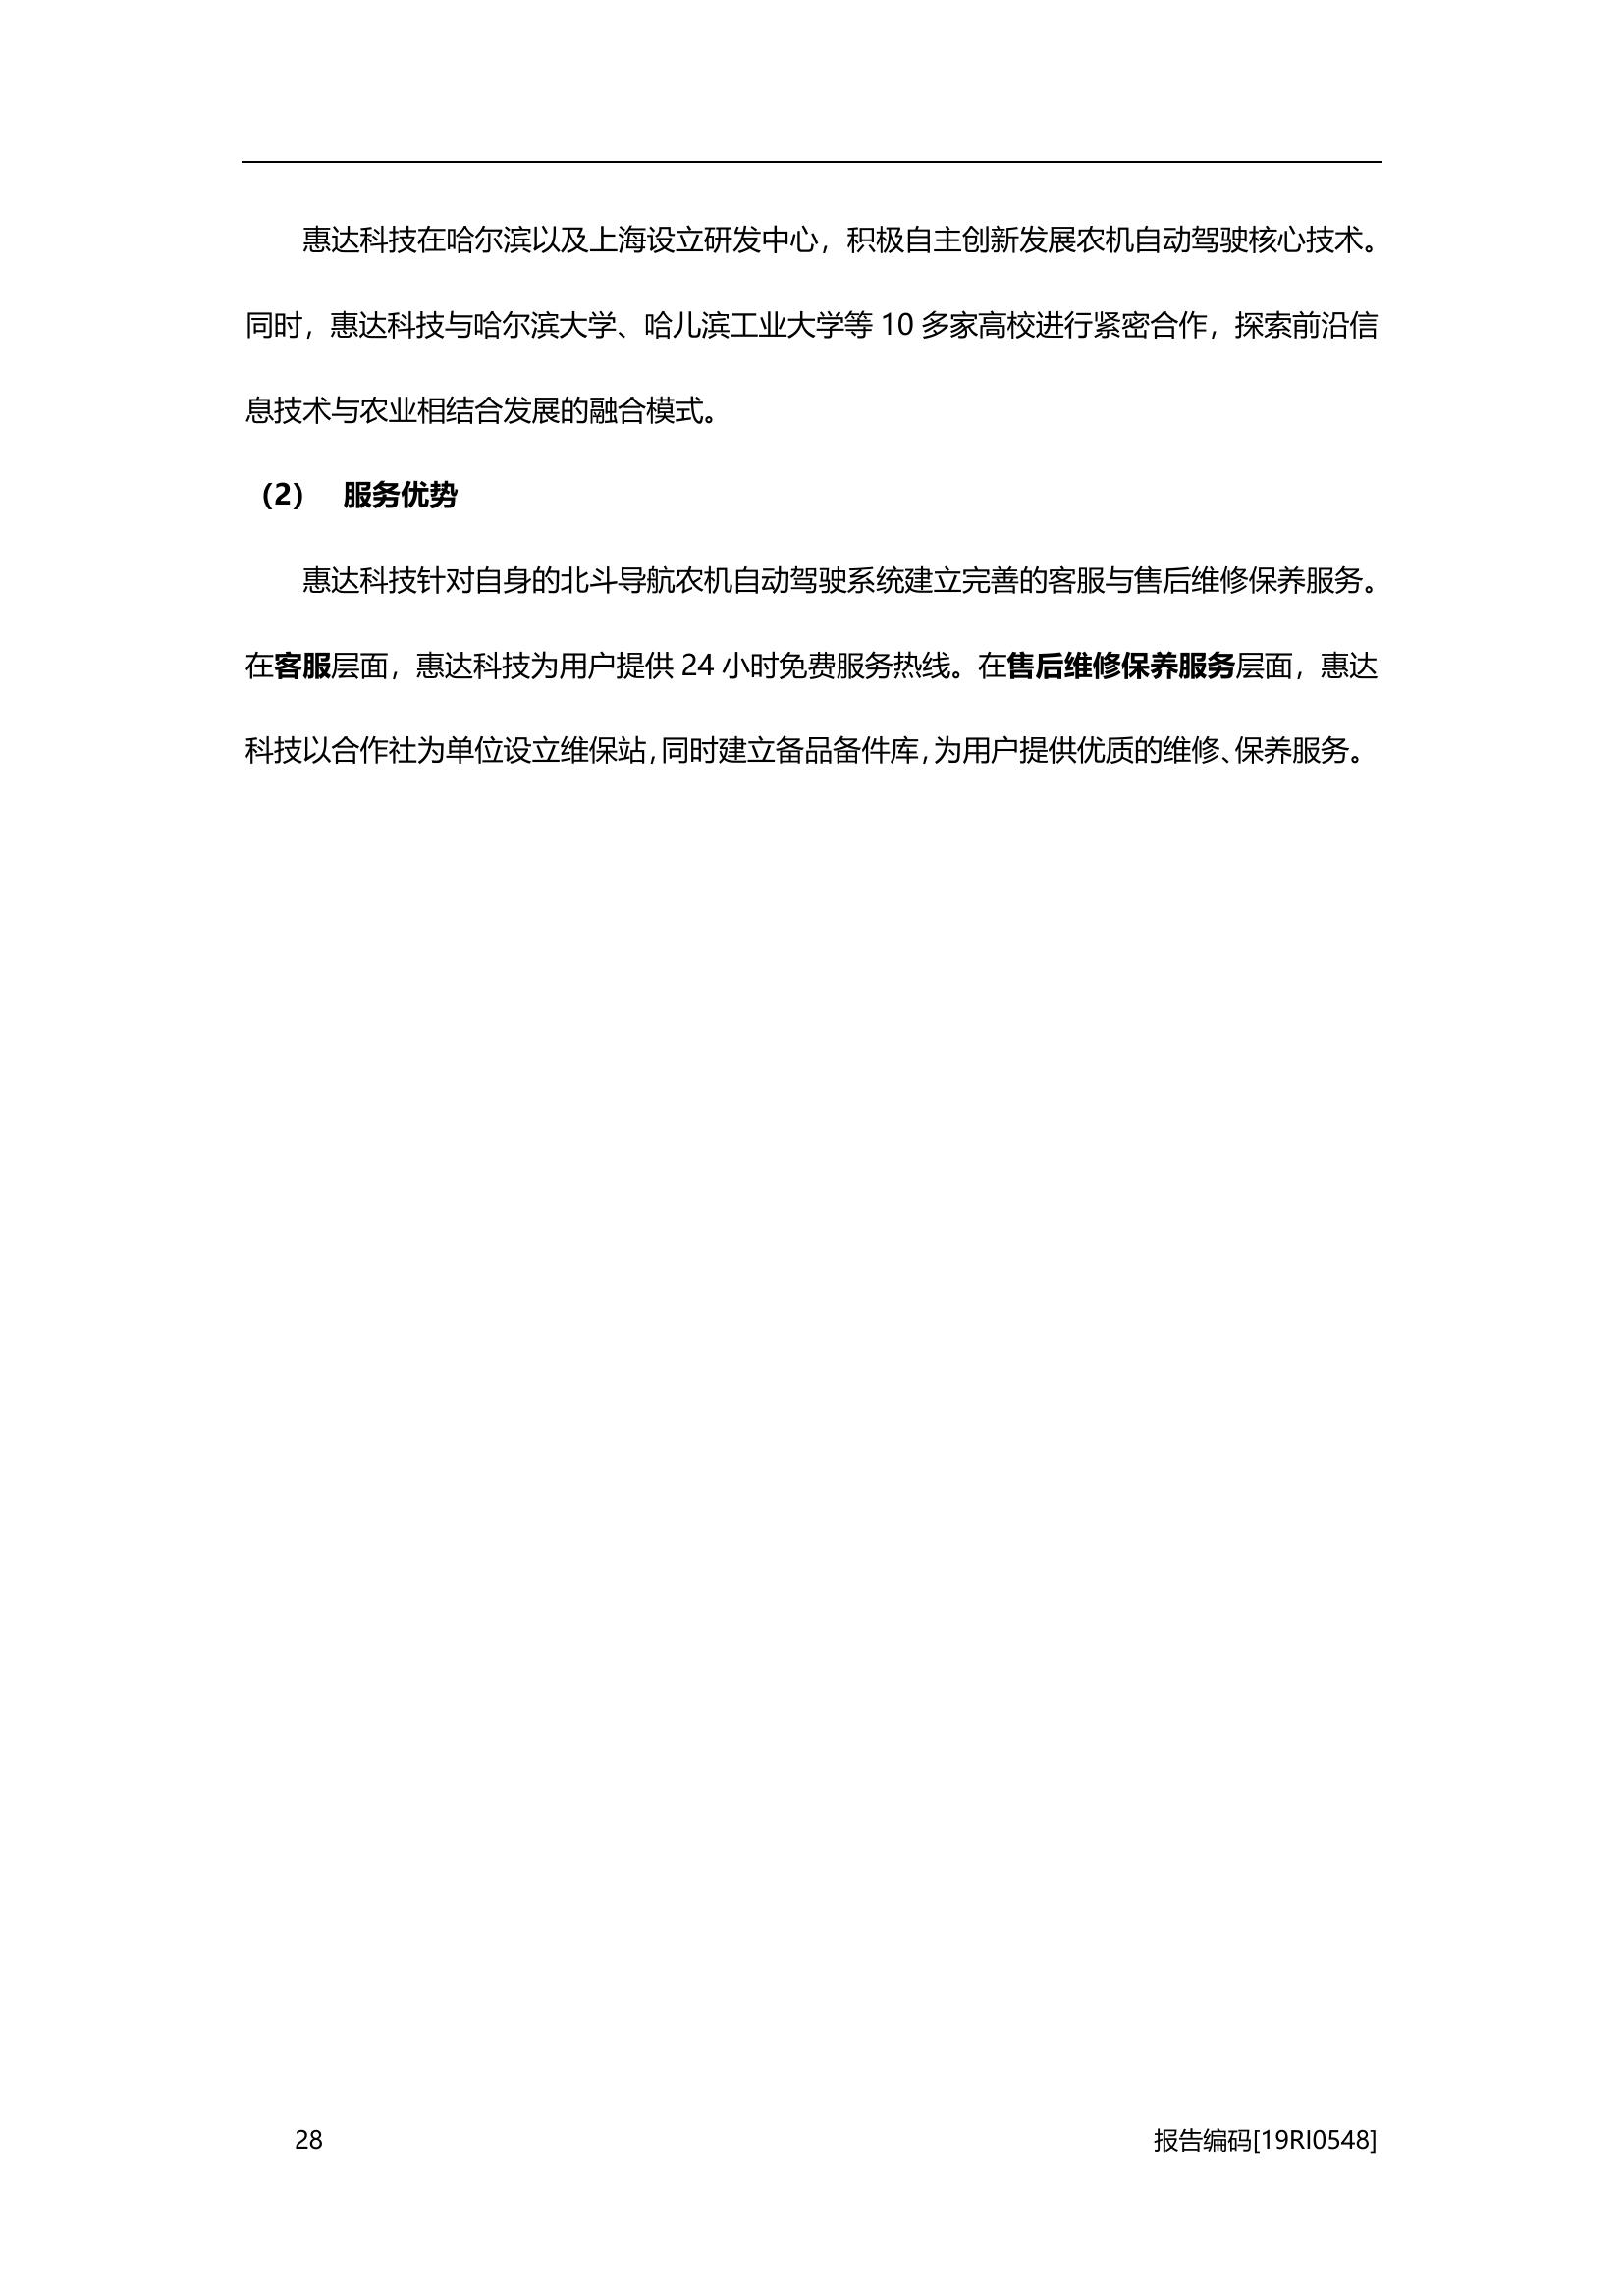 惠达科技在哈尔滨以及上海设立研发中心，积极自主创新发展农机自动驾驶核心技术。
同时，惠达科技与哈尔滨大学、哈儿滨工业大学等 10 多家高校进行紧密合作，探索前沿信
息技术与农业相结合发展的融合模式。
（2） 服务优势
惠达科技针对自身的北斗导航农机自动驾驶系统建立完善的客服与售后维修保养服务。
在客服层面，惠达科技为用户提供 24 小时免费服务热线。在售后维修保养服务层面，惠达
科技以合作社为单位设立维保站，同时建立备品备件库，为用户提供优质的维修、保养服务。
28 报告编码[19RI0548]